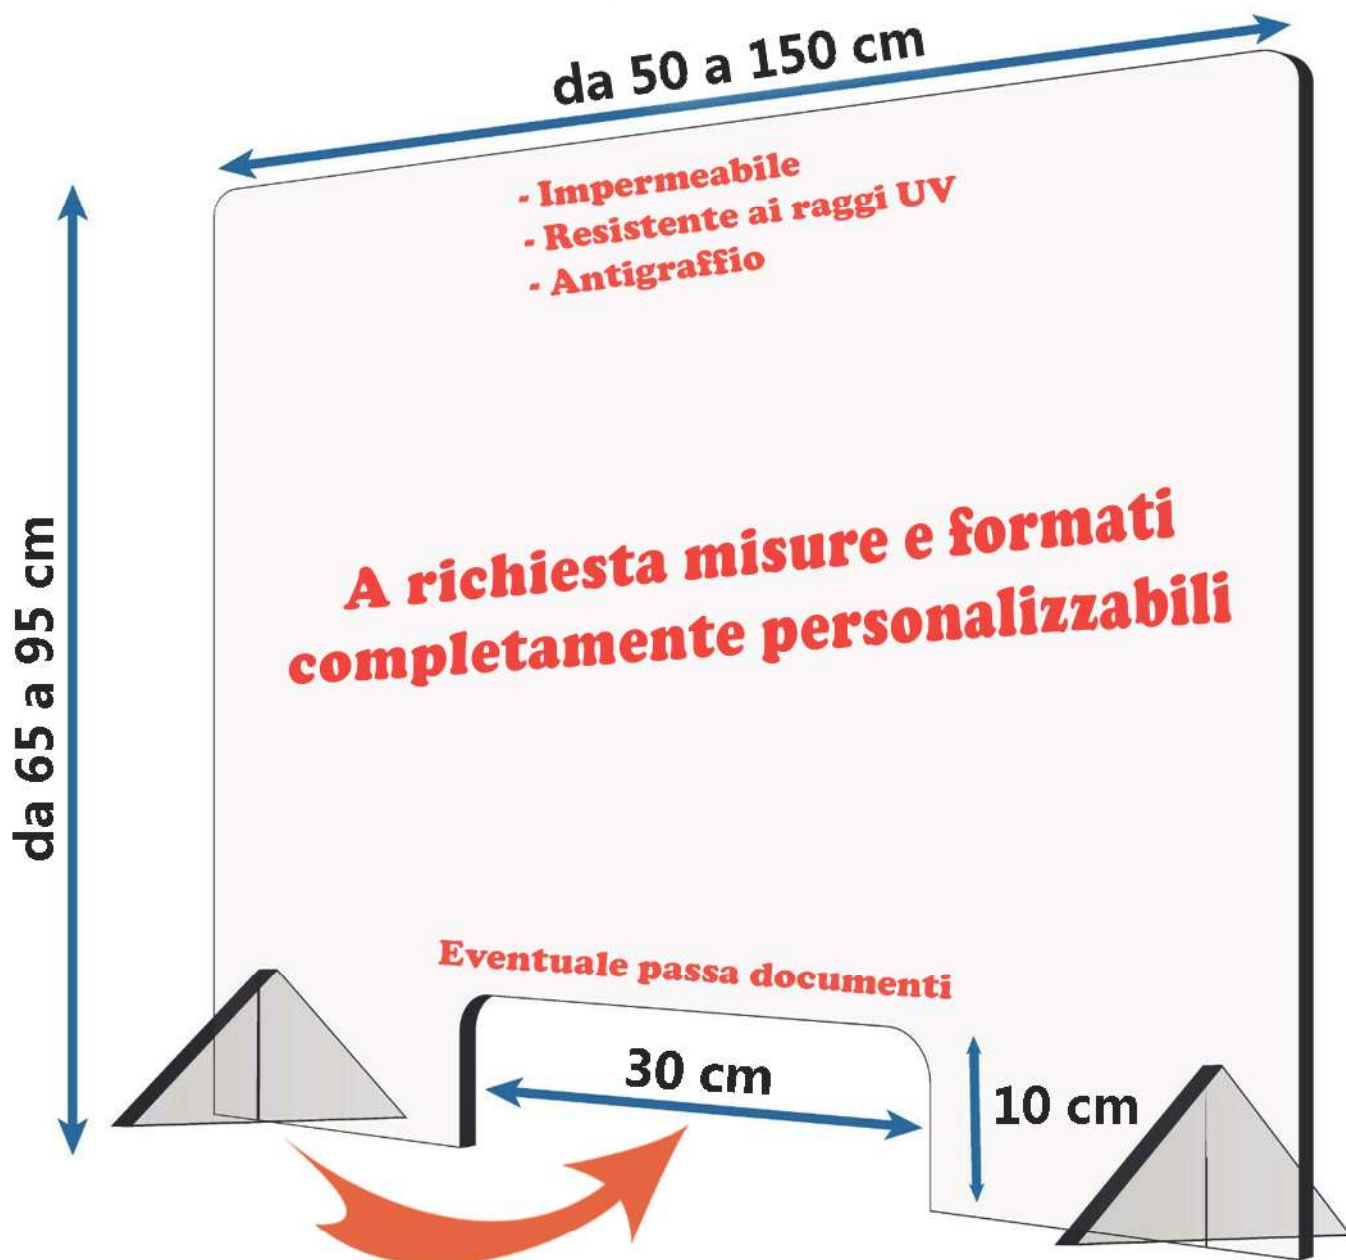 da 50 a 150 cm
- Impermeabile
- Resistente ai raggi UV
- Antigraffio
da 65 a 95 cm
A richiesta misure e formati
completamente personalizzabili
Eventuale passa documenti
30 cm
10 cm